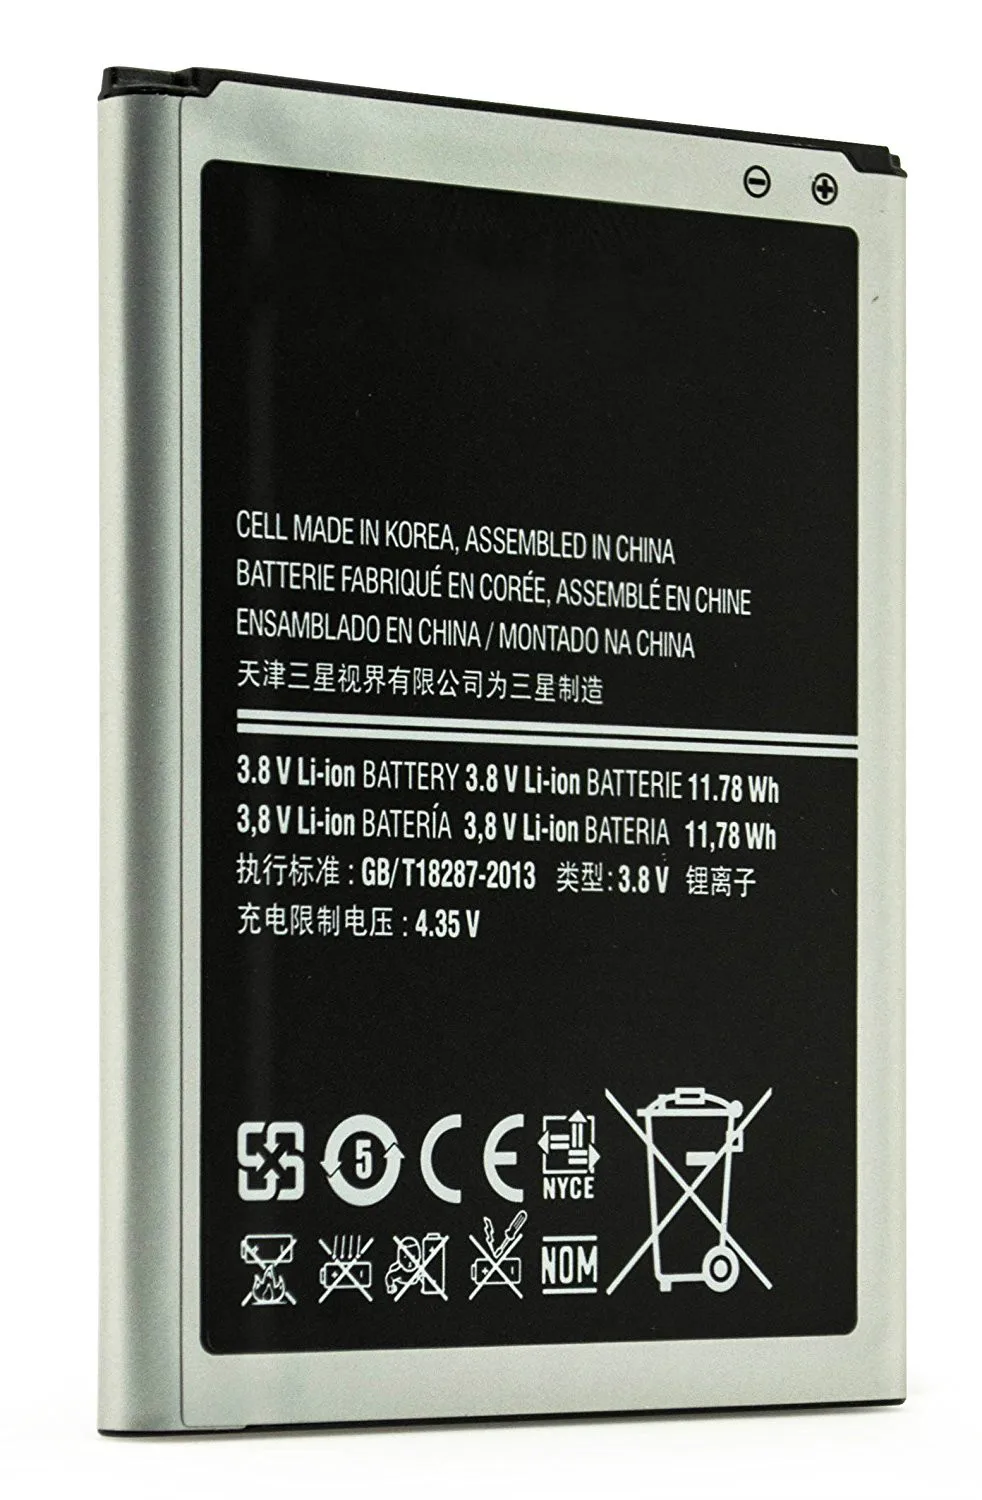 CELL MADE IN KOREA, ASSEMBLED IN CHINA
BATTERIE FABRIQUÉ EN CORÉE, ASSEMBLÉ EN CHINE
ENSAMBLADO EN CHINA / MONTADO NA CHINA
天津三星视界有限公司为三星制造
3.8 V Li-ion BATTERY 3.8 V Li-ion BATTERIE 11.78 Wh
3,8 V Li-ion BATERÍA 3,8 V Li-ion BATERIA 11,78 Wh
执行标准 : GB/T18287-2013 类型: 3.8 V 锂离子
充电限制电压 : 4.35 V
5 CE NYCE
NOM